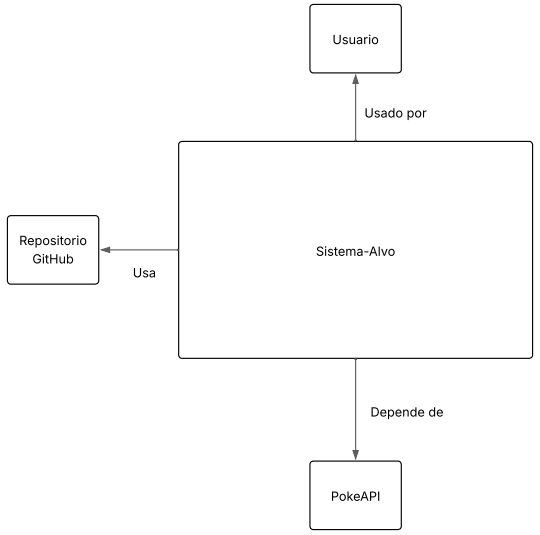 Usuario
Usado por
Sistema-Alvo
Repositorio
GitHub
Usa
Depende de
PokeAPI